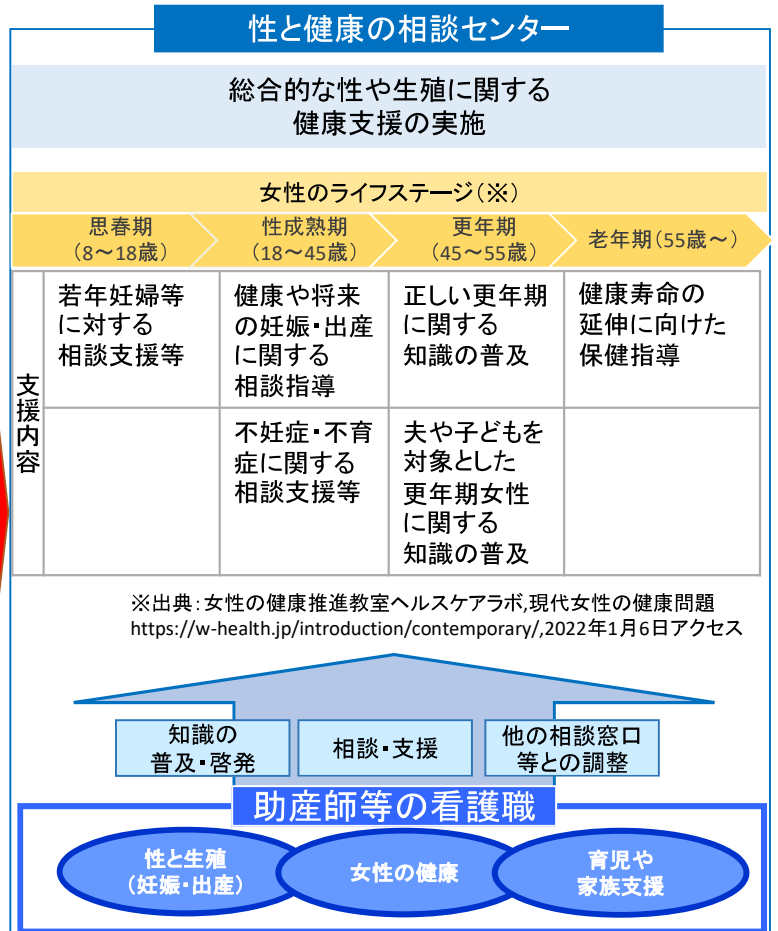 性と健康の相談センター
総合的な性や生殖に関する
健康支援の実施
女性のライフステージ(※)
思春期
(8～18歳)
性成熟期
(18～45歳)
更年期
(45～55歳)
老年期(55歳～)
支援内容
若年妊婦等
に対する
相談支援等
健康や将来
の妊娠・出産
に関する
相談指導
正しい更年期
に関する
知識の普及
健康寿命の
延伸に向けた
保健指導
不妊症・不育
症に関する
相談支援等
夫や子どもを
対象とした
更年期女性
に関する
知識の普及
※出典：女性の健康推進教室ヘルスケアラボ,現代女性の健康問題
https://w-health.jp/introduction/contemporary/,2022年1月6日アクセス
知識の
普及・啓発
相談・支援
他の相談窓口
等との調整
助産師等の看護職
性と生殖
(妊娠・出産)
女性の健康
育児や
家族支援